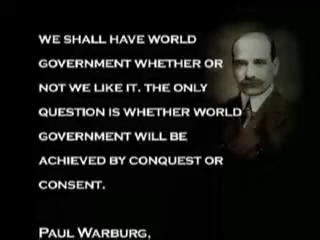 WE SHALL HAVE WORLD
GOVERNMENT WHETHER OR
NOT WE LIKE IT. THE ONLY
QUESTION IS WHETHER WORLD
GOVERNMENT WILL BE
ACHIEVED BY CONQUEST OR
CONSENT.
PAUL WARBURG,